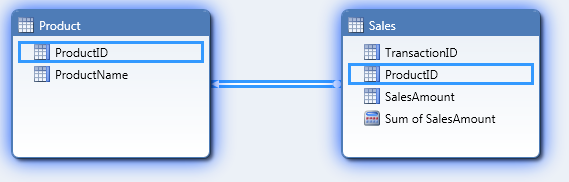 Product
ProductID
ProductName
Sales
TransactionID
ProductID
SalesAmount
Sum of SalesAmount